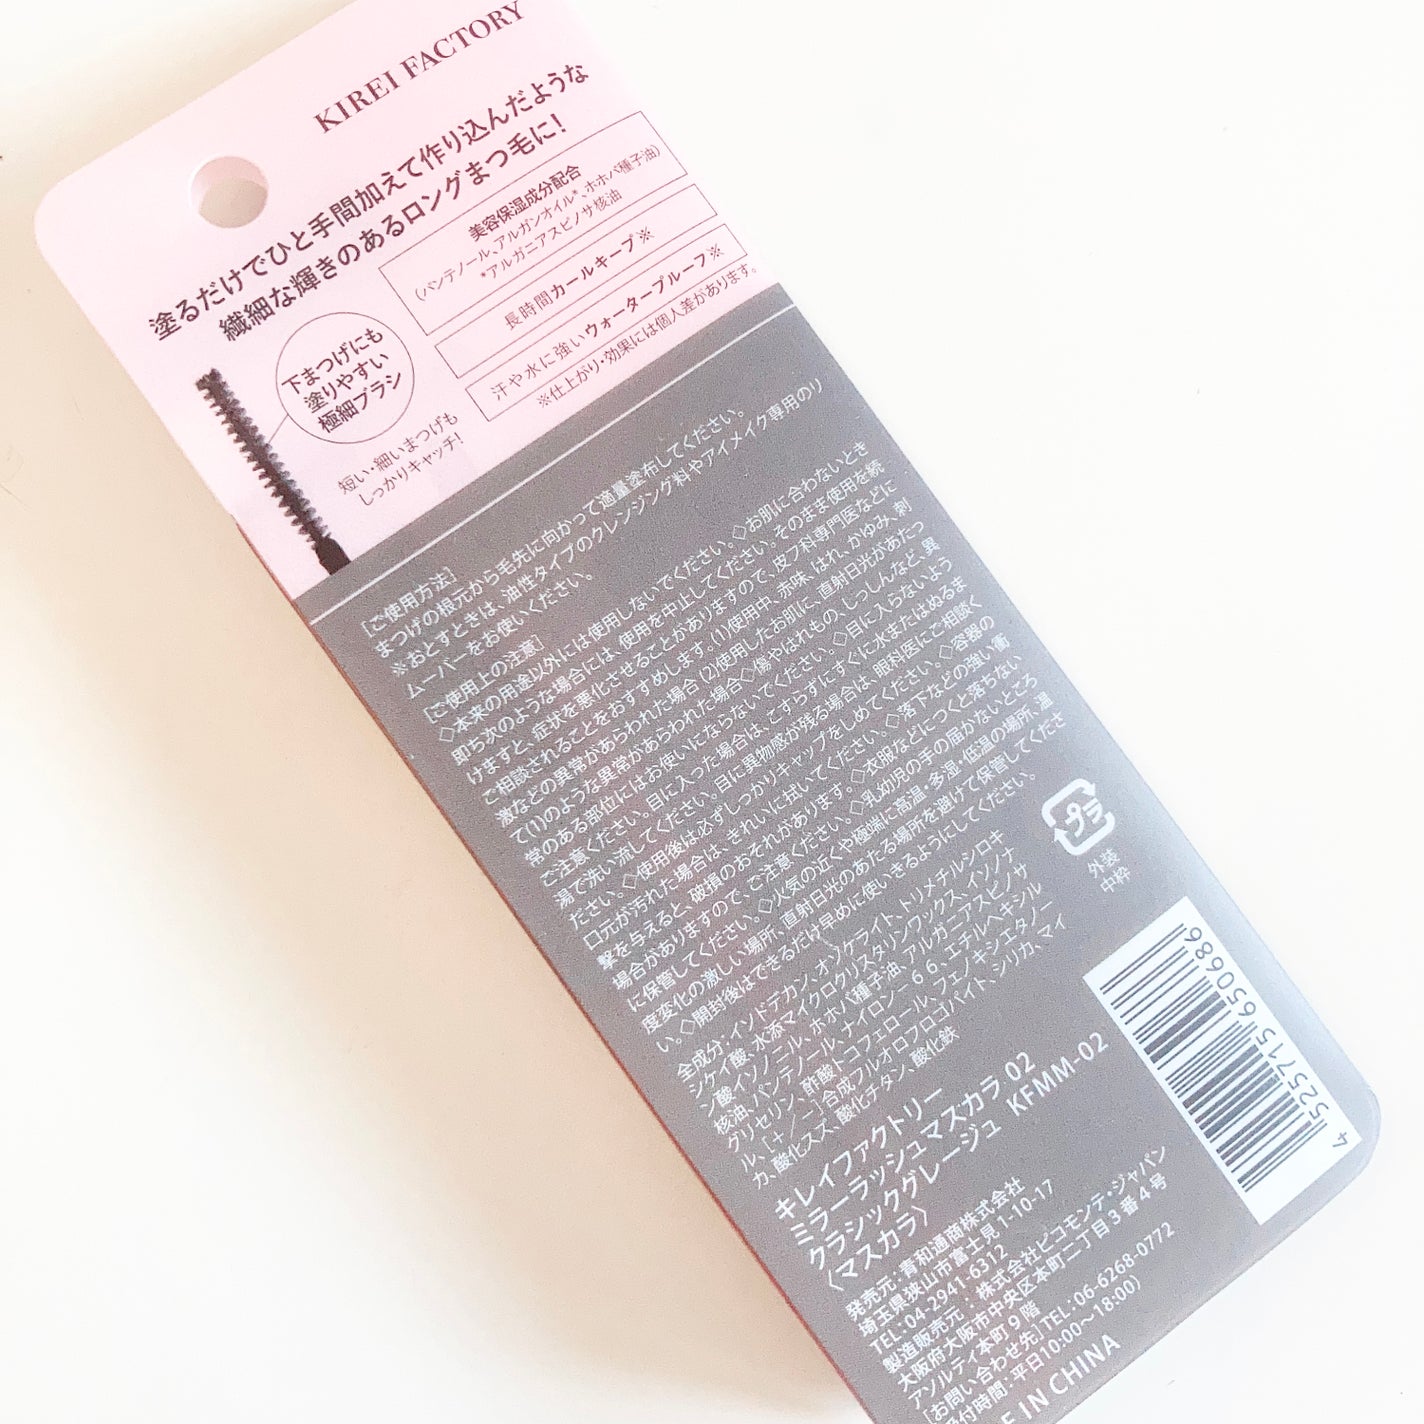 KIREI FACTORY
塗るだけでひと手間加えて作り込んだような
繊細な輝きのあるロングまつ毛に!
美容保湿成分配合
(パンテノール、アルガンオイル*、ホホバ種子油)
*アルガニアスピノサ核油
長時間カールキープ※
汗や水に強いウォータープルーフ※
※仕上がり・効果には個人差があります。
下まつげにも
塗りやすい
極細ブラシ
短い・細いまつげも
しっかりキャッチ!
[ご使用方法]
まつげの根元から毛先に向かって適量塗布してください。
※おとすときは、油性タイプのクレンジング料やアイメイク専用のリ
ムーバーをお使いください。
[ご使用上の注意]
◇本来の用途以外には使用しないでください。◇お肌に合わないとき
即ち次のような場合には、使用を中止してください。そのまま使用を続
けますと、症状を悪化させることがありますので、皮フ科専門医などに
ご相談されることをおすすめします。(1)使用中、赤味、はれ、かゆみ、刺
激などの異常があらわれた場合(2)使用したお肌に、直射日光があたっ
て(1)のような異常があらわれた場合◇傷やはれもの、しっしんなど、異
常のある部位にはお使いにならないでください。◇目に入らないよう
ご注意ください。目に入った場合は、こすらずにすぐに水またはぬるま
湯で洗い流してください。目に異物感が残る場合は、眼科医にご相談く
ださい。◇使用後は必ずしっかりキャップをしめてください。◇容器の
口元が汚れた場合は、きれいに拭いてください。◇落下などの強い衝
撃を与えると、破損のおそれがあります。◇衣服などにつくと落ちない
場合がありますので、ご注意ください。◇乳幼児の手の届かないところ
に保管してください。◇火気の近くや極端に高温・多湿・低温の場所、温
度変化の激しい場所、直射日光のあたる場所を避けて保管してくださ
い。◇開封後はできるだけ早めに使いきるようにしてください。
全成分：イソドデカン、オゾケライト、トリメチルシロキ
シケイ酸、水添マイクロクリスタリンワックス、イソノナ
ン酸イソノニル、ホホバ種子油、アルガニアスピノサ
核油、パンテノール、ナイロン－６６、エチルヘキシル
グリセリン、酢酸トコフェロール、フェノキシエタノー
ル、[＋／－]合成フルオロフロゴパイト、シリカ、マイ
カ、酸化スズ、酸化チタン、酸化鉄
プラ
外装
中枠
キレイファクトリー
ミラーラッシュマスカラ 02
クラシックグレージュ KFMM-02
〈マスカラ〉
4 525715 650686
発売元：青和通商株式会社
埼玉県狭山市富士見1-10-17
TEL：04-2941-6312
製造販売元：株式会社ピコモンテ・ジャパン
大阪府大阪市中央区本町二丁目3番4号
アソルティ本町9階
[お問い合わせ先]TEL：06-6268-0772
受付時間：平日10:00〜18:00)
E IN CHINA